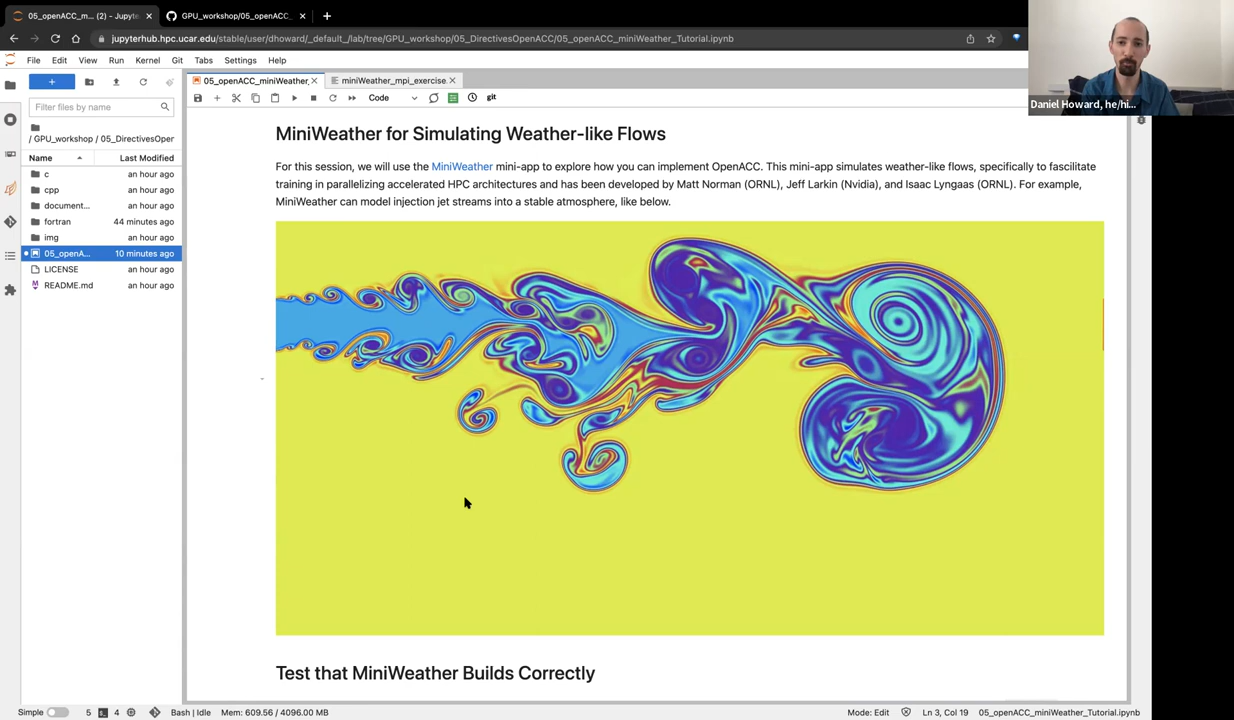 05_openACC_m... (2) - Jupyter
GPU_workshop/05_openACC_
jupyterhub.hpc.ucar.edu/stable/user/dhoward/_default_/lab/tree/GPU_workshop/05_DirectivesOpenACC/05_openACC_miniWeather_Tutorial.ipynb
Daniel Howard, he/hi...
File Edit View Run Kernel Git Tabs Settings Help
05_openACC_miniWeather_
miniWeather_mpi_exercise.
Code
git
Filter files by name
/ GPU_workshop / 05_DirectivesOper
Name Last Modified
c an hour ago
cpp an hour ago
document... an hour ago
fortran 44 minutes ago
img an hour ago
05_openA... 10 minutes ago
LICENSE an hour ago
README.md an hour ago
MiniWeather for Simulating Weather-like Flows
For this session, we will use the MiniWeather mini-app to explore how you can implement OpenACC. This mini-app simulates weather-like flows, specifically to fascilitate
training in parallelizing accelerated HPC architectures and has been developed by Matt Norman (ORNL), Jeff Larkin (Nvidia), and Isaac Lyngaas (ORNL). For example,
MiniWeather can model injection jet streams into a stable atmosphere, like below.
Test that MiniWeather Builds Correctly
Simple 5 4 Bash | Idle Mem: 609.56 / 4096.00 MB Mode: Edit Ln 3, Col 19 05_openACC_miniWeather_Tutorial.ipynb